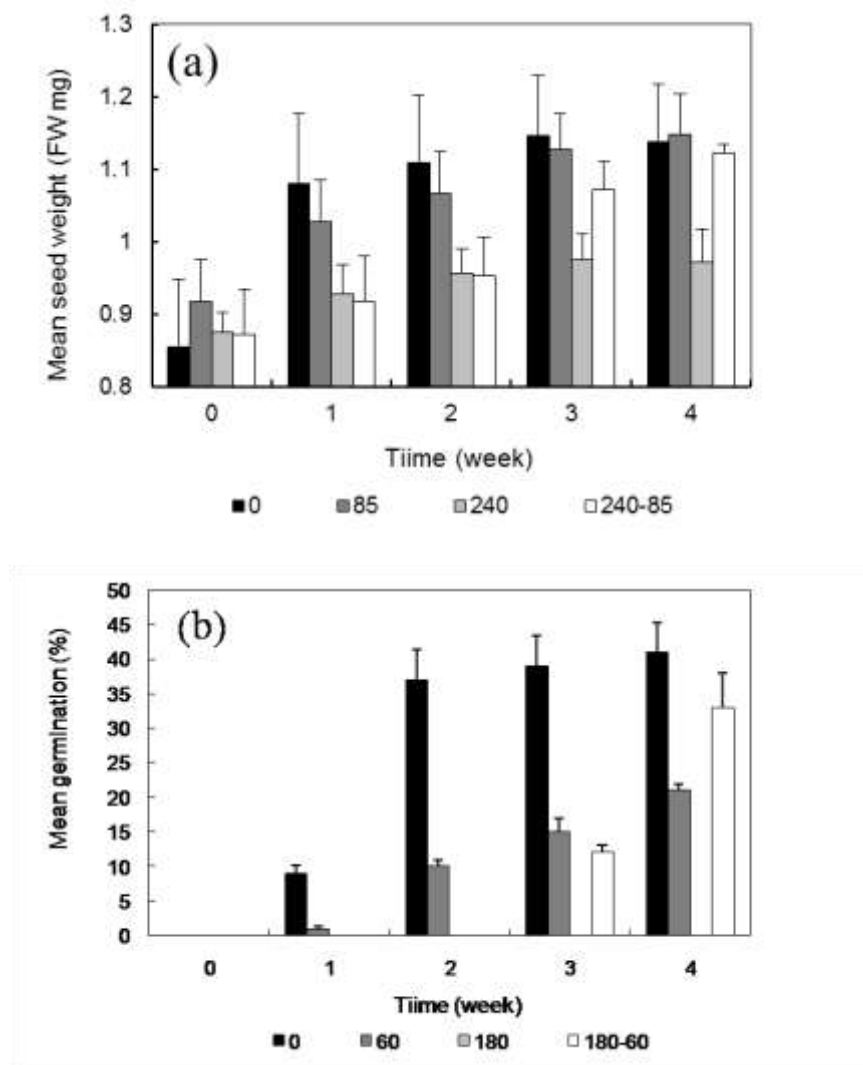 (a)
Mean seed weight (FW mg)
1.3
1.2
1.1
1
0.9
0.8
0 1 2 3 4
Tiime (week)
0 85 240 240-85
(b)
Mean germination (%)
50
45
40
35
30
25
20
15
10
5
0
0 1 2 3 4
Tiime (week)
0 60 180 180-60